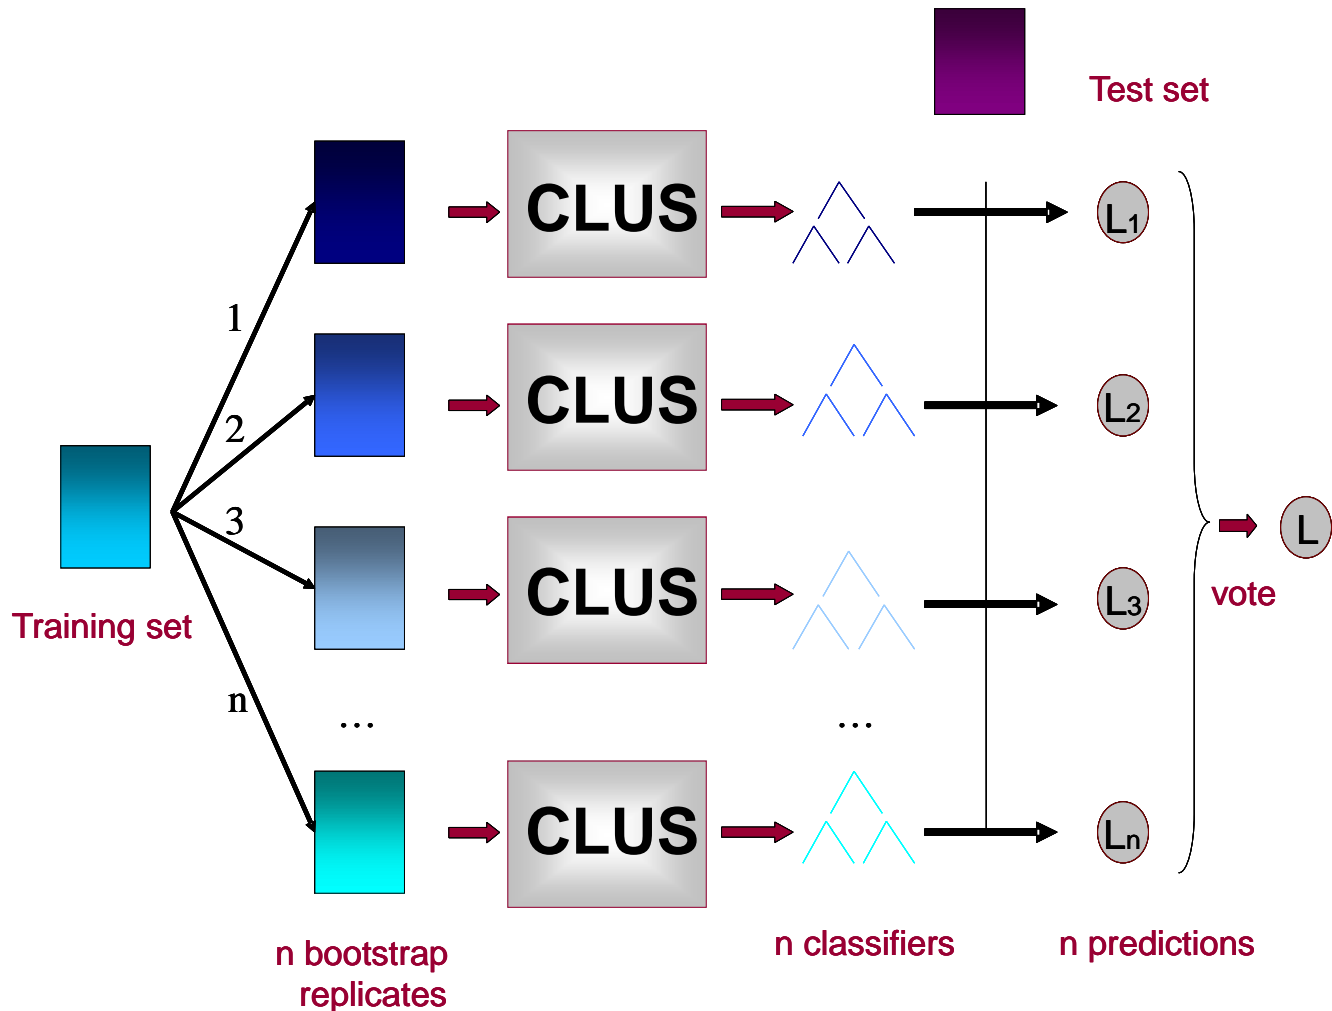 Test set
CLUS
L1
1
CLUS
L2
2
3
CLUS
L3
L
vote
Training set
n
...
...
CLUS
Ln
n bootstrap
replicates
n classifiers
n predictions